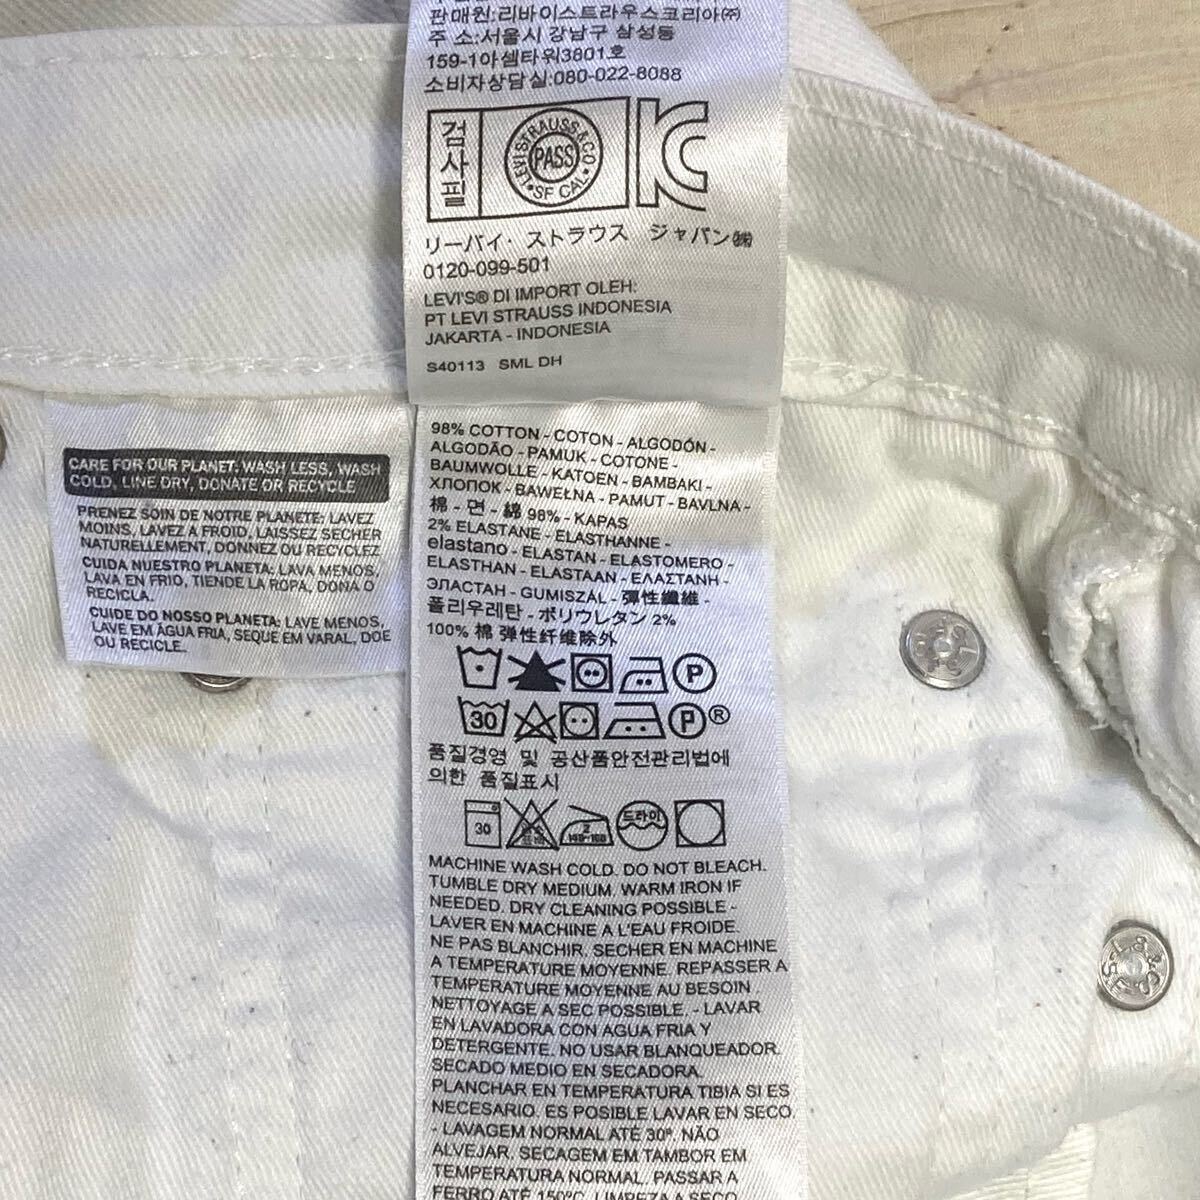 판매원:리바이스트라우스코리아㈜
주 소:서울시 강남구 삼성동
159-1아셈타워3801호
소비자상담실:080-022-8088
검사필
LEVI STRAUSS & CO.
PASS
SF CAL
リーバイ・ストラウス ジャパン㈱
0120-099-501
LEVI'S® DI IMPORT OLEH:
PT LEVI STRAUSS INDONESIA
JAKARTA - INDONESIA
S40113 SML DH
CARE FOR OUR PLANET: WASH LESS, WASH
COLD, LINE DRY, DONATE OR RECYCLE
PRENEZ SOIN DE NOTRE PLANETE: LAVEZ
MOINS, LAVEZ A FROID, LAISSEZ SECHER
NATURELLEMENT, DONNEZ OU RECYCLEZ
CUIDA NUESTRO PLANETA: LAVA MENOS,
LAVA EN FRIO, TIENDE LA ROPA, DONA O
RECICLA.
CUIDE DO NOSSO PLANETA: LAVE MENOS,
LAVE EM ÁGUA FRIA, SEQUE EM VARAL, DOE
OU RECICLE.
98% COTTON - COTON - ALGODÓN -
ALGODÃO - PAMUK - COTONE -
BAUMWOLLE - KATOEN - BAMBAKI -
ХЛОПОК - BAWEŁNA - PAMUT - BAVLNA -
棉 - 면 - 綿 98% - KAPAS
2% ELASTANE - ELASTHANNE -
elastano - ELASTAN - ELASTOMERO -
ELASTHAN - ELASTAAN - ΕΛΑΣΤΑΝΗ -
ЭЛАСТАН - GUMISZÁL - 彈性纖維 -
폴리우레탄 - ポリウレタン 2%
100% 棉 弹性纤维除外
P
30 P®
품질경영 및 공산품안전관리법에
의한 품질표시
30 드라이
MACHINE WASH COLD. DO NOT BLEACH.
TUMBLE DRY MEDIUM. WARM IRON IF
NEEDED. DRY CLEANING POSSIBLE -
LAVER EN MACHINE A L'EAU FROIDE.
NE PAS BLANCHIR. SECHER EN MACHINE
A TEMPERATURE MOYENNE. REPASSER A
TEMPERATURE MOYENNE AU BESOIN
NETTOYAGE A SEC POSSIBLE. - LAVAR
EN LAVADORA CON AGUA FRIA Y
DETERGENTE. NO USAR BLANQUEADOR.
SECADO MEDIO EN SECADORA.
PLANCHAR EN TEMPERATURA TIBIA SI ES
NECESARIO. ES POSIBLE LAVAR EN SECO
- LAVAGEM NORMAL ATÉ 30º. NÃO
ALVEJAR. SECAGEM EM TAMBOR EM
TEMPERATURA NORMAL. PASSAR A
FERRO ATÉ 150ºC. LIMPEZA A SECO